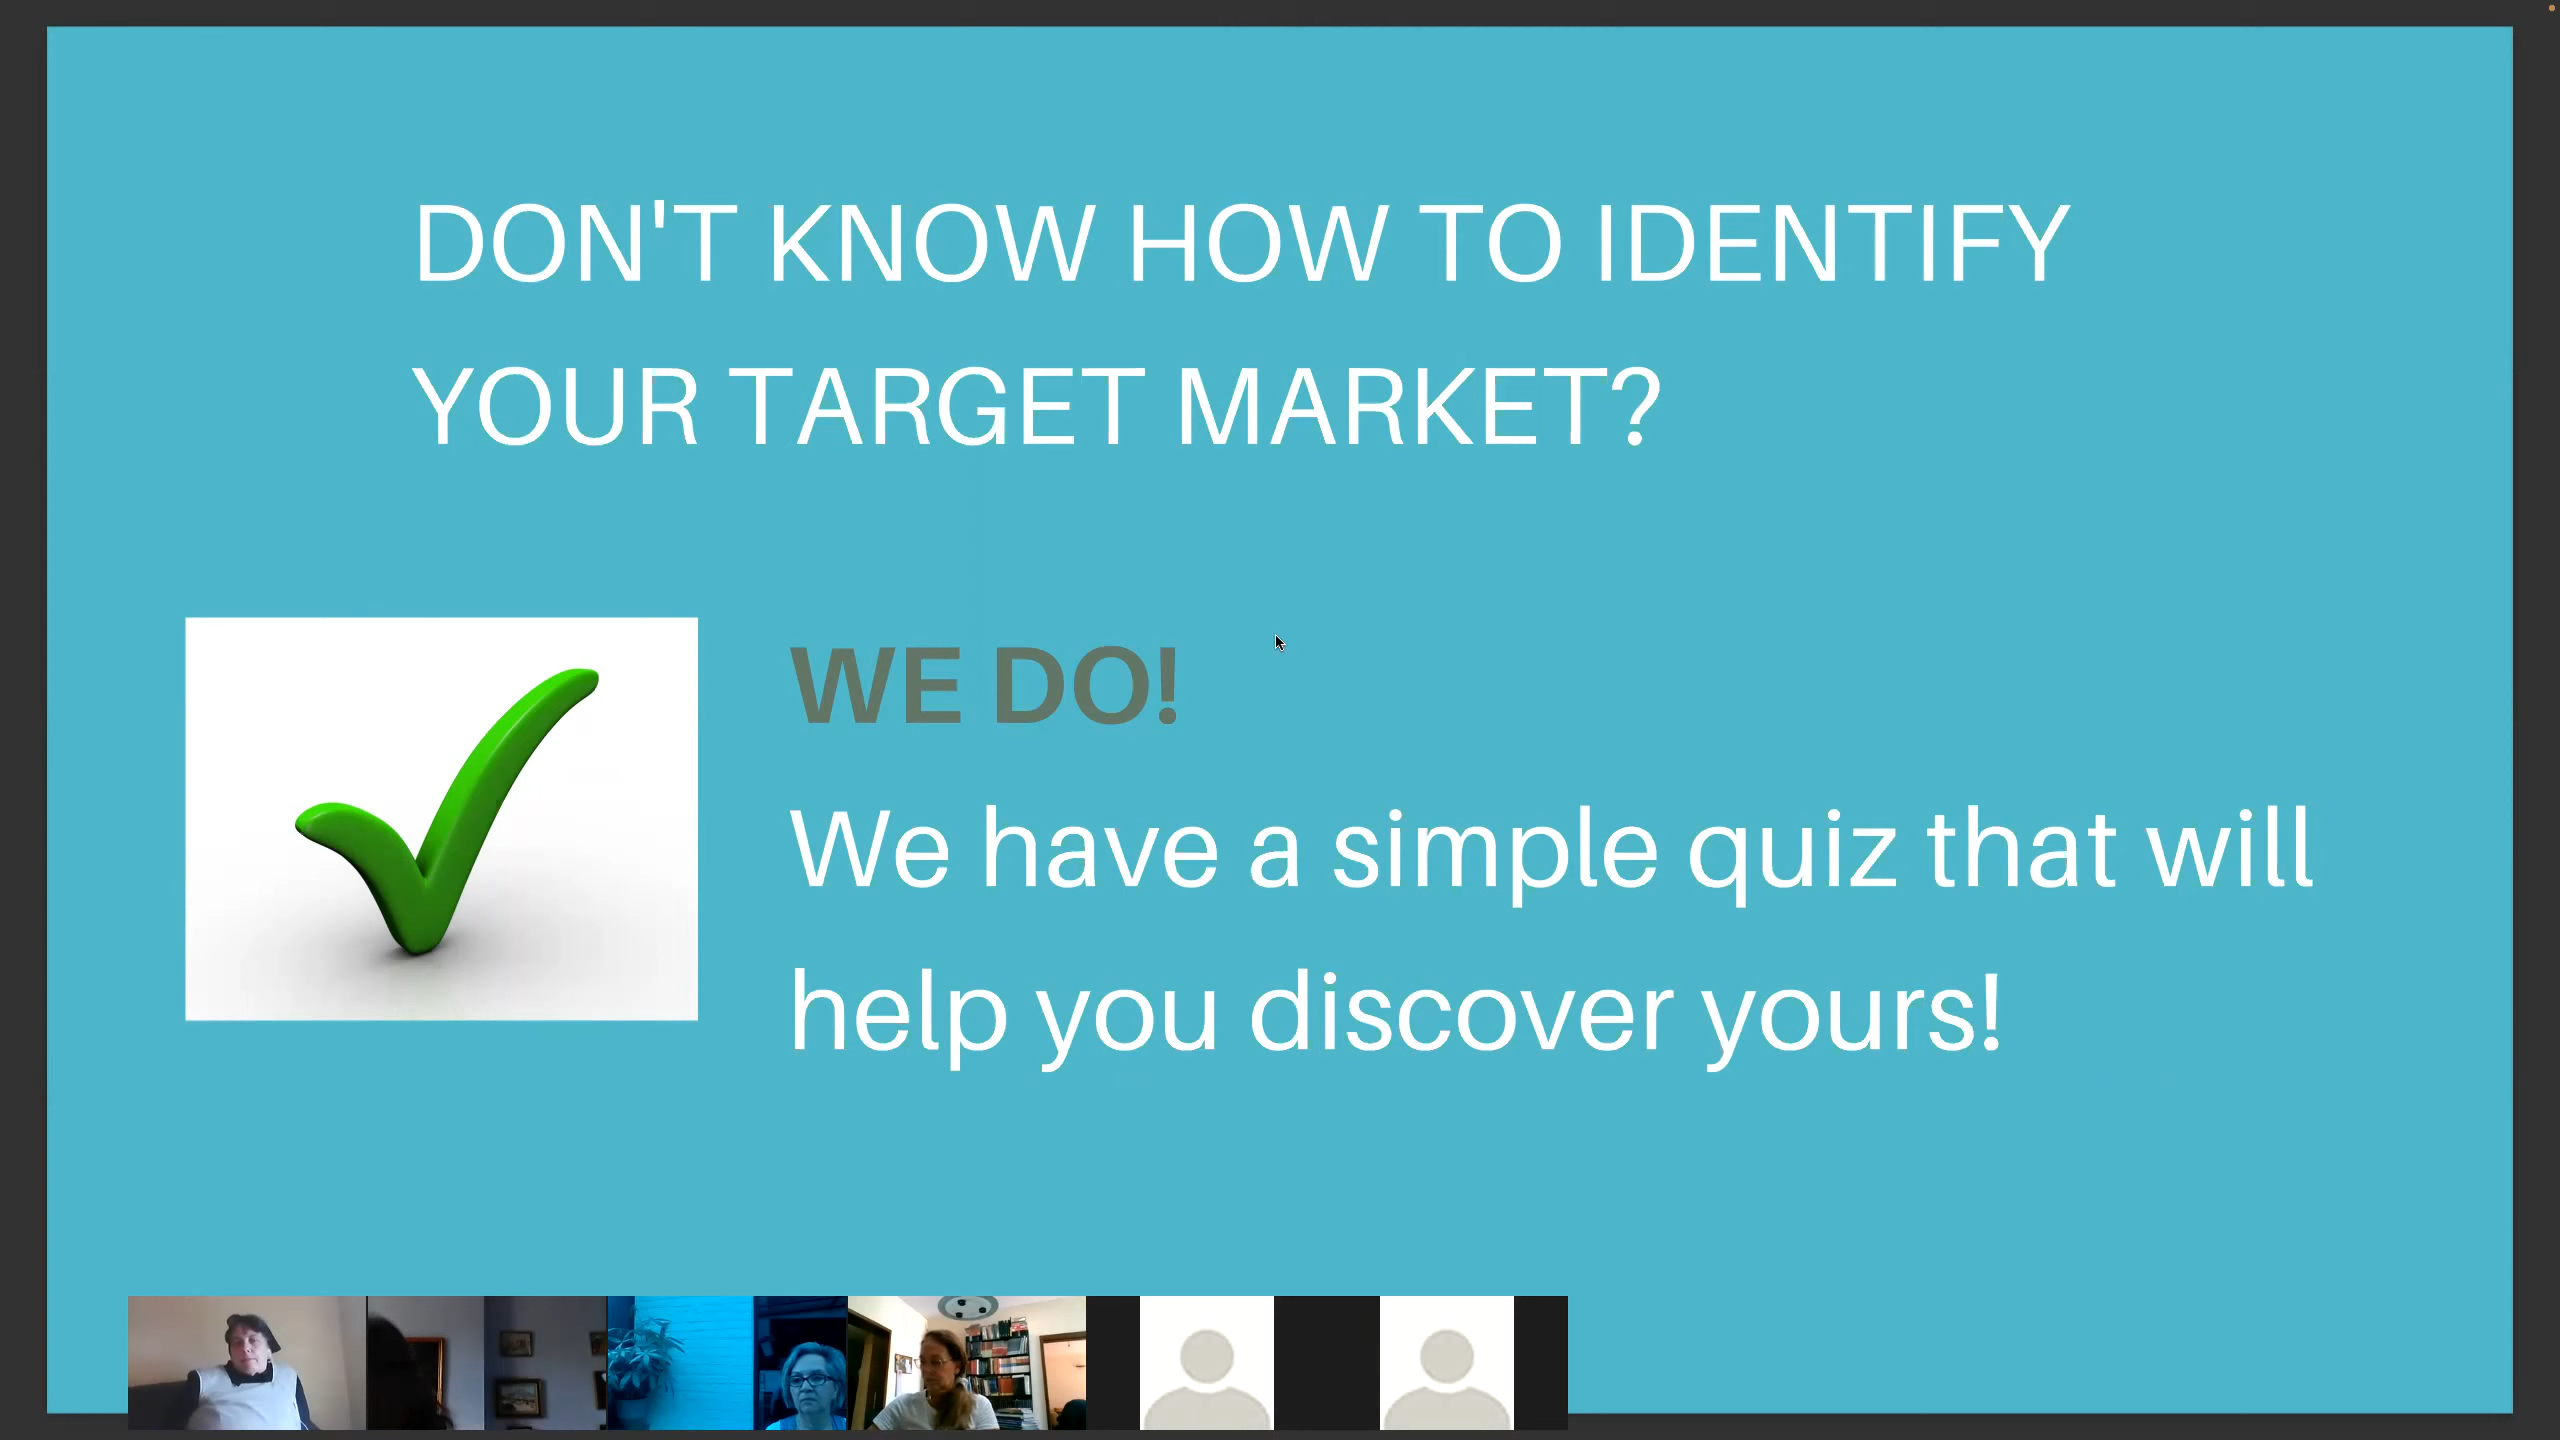 DON'T KNOW HOW TO IDENTIFY
YOUR TARGET MARKET?
WE DO!
We have a simple quiz that will
help you discover yours!